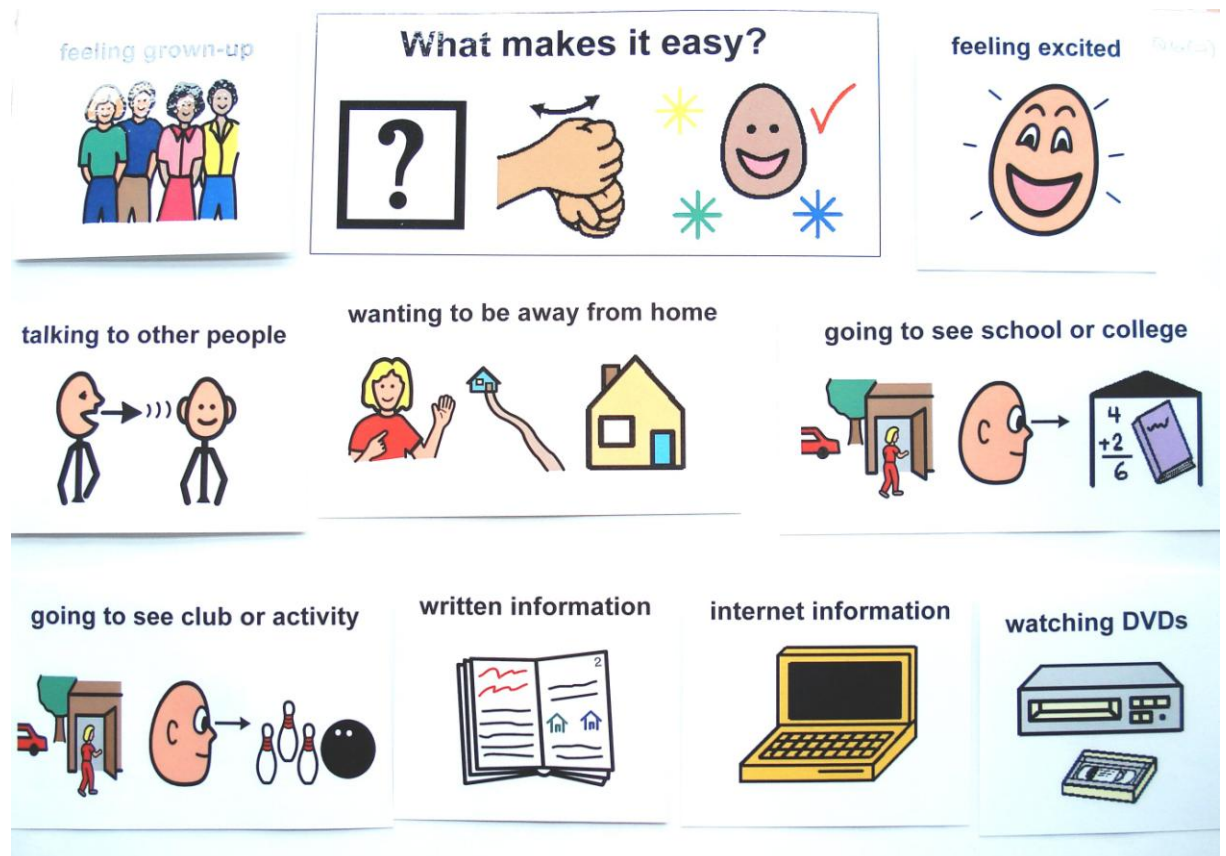 feeling grown-up
What makes it easy?
?
feeling excited
talking to other people
wanting to be away from home
going to see school or college
4
+2
6
going to see club or activity
written information
2
internet information
watching DVDs